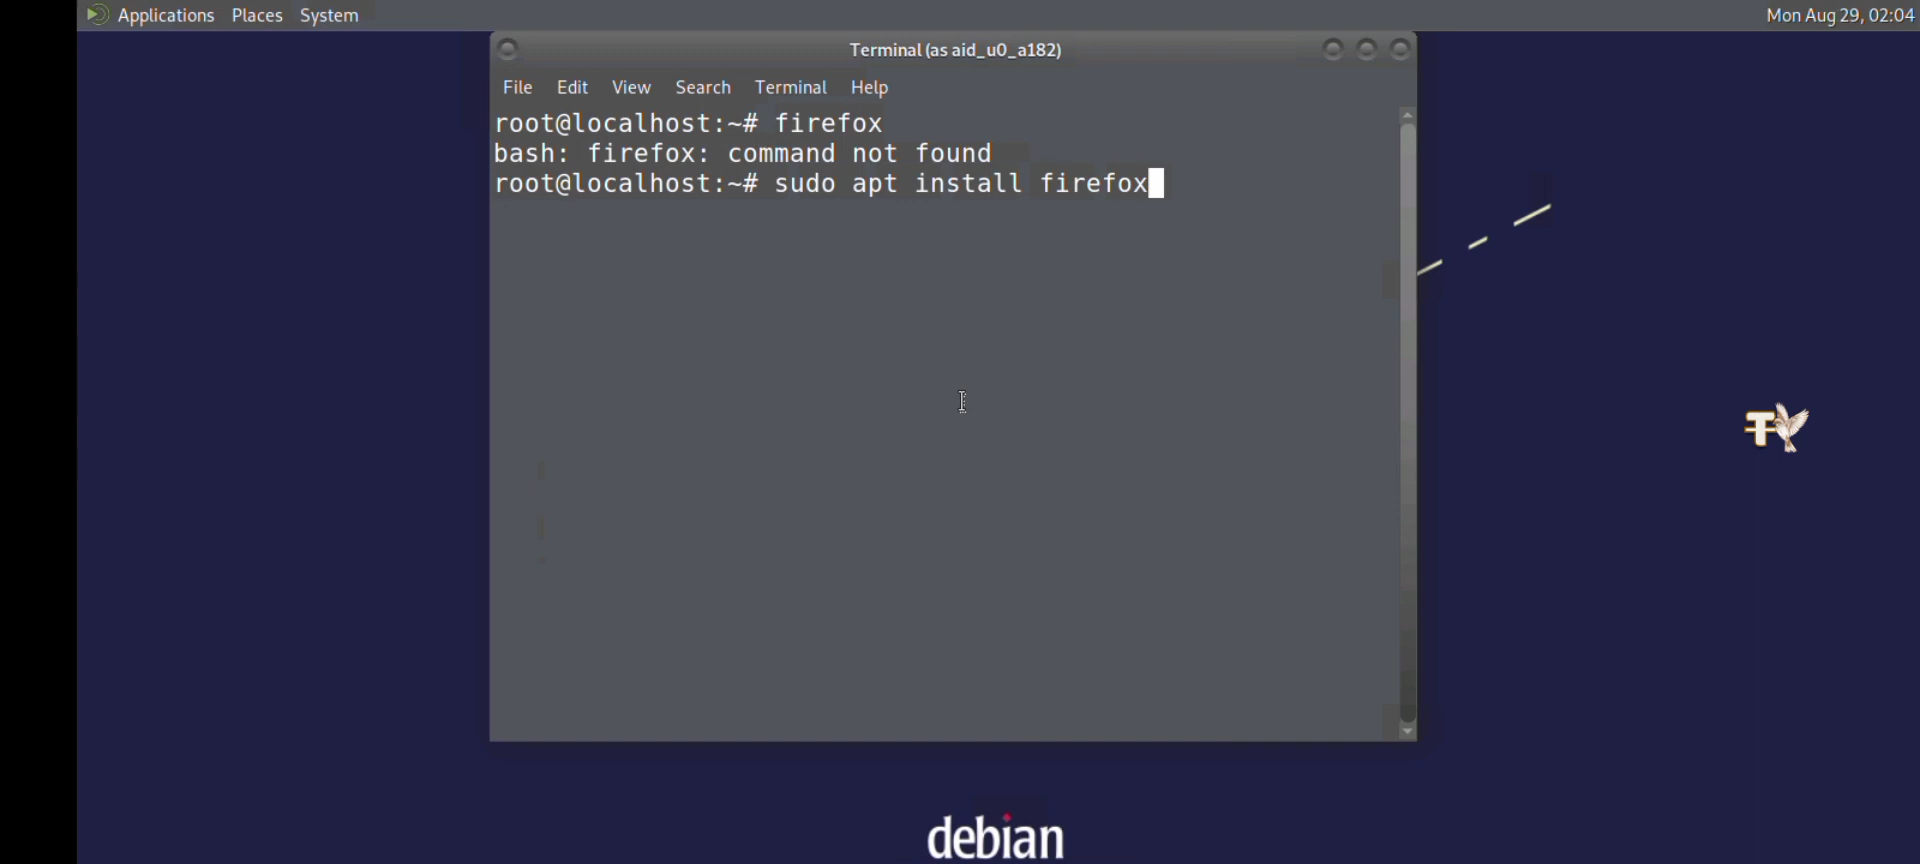 Applications Places System Mon Aug 29, 02:04
Terminal (as aid_u0_a182)
File Edit View Search Terminal Help
root@localhost:~# firefox
bash: firefox: command not found
root@localhost:~# sudo apt install firefox
T
debian